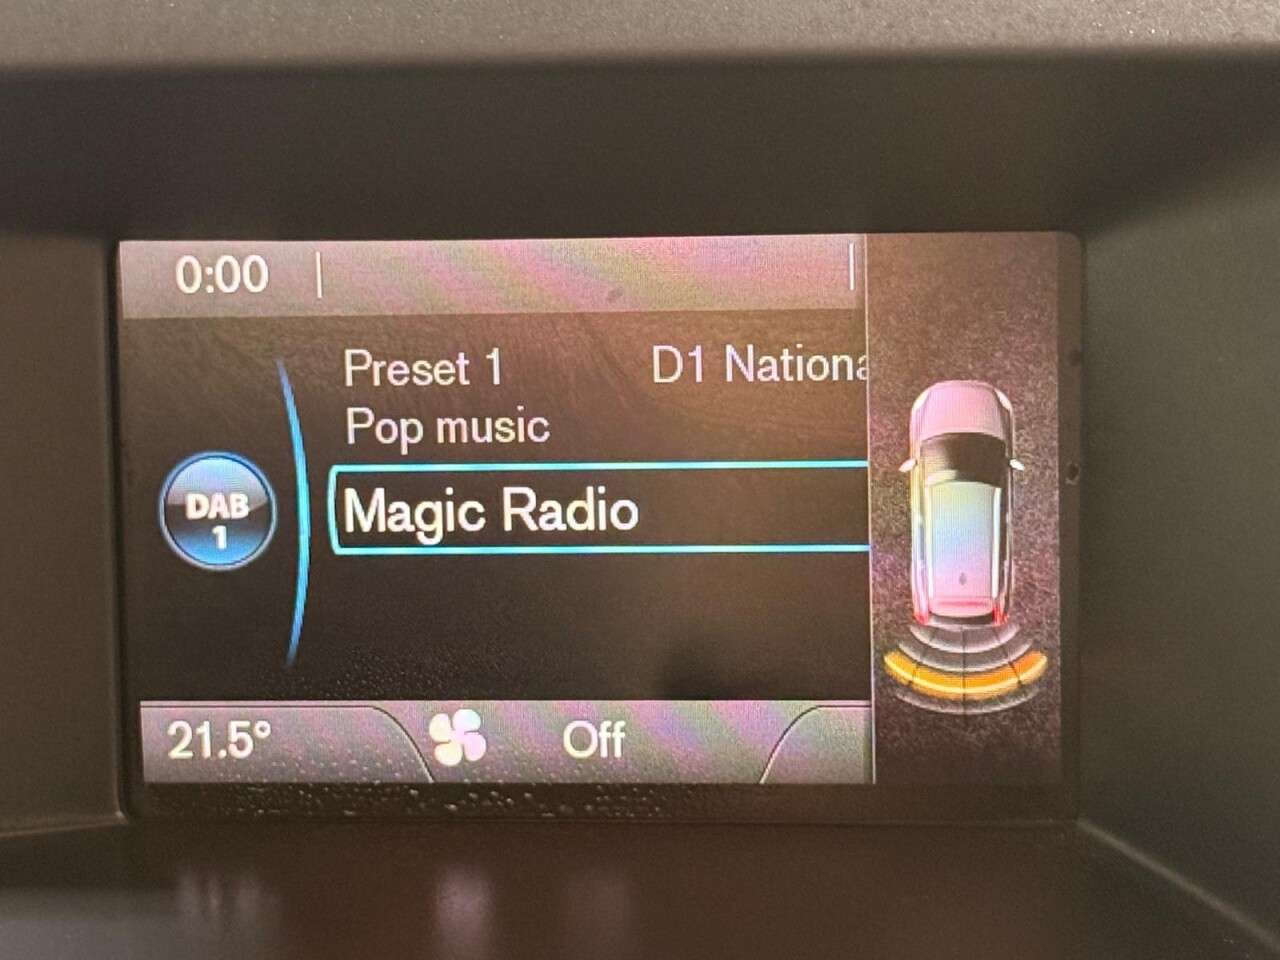 0:00
Preset 1 D1 Nationa
Pop music
DAB
1
Magic Radio
21.5° Off